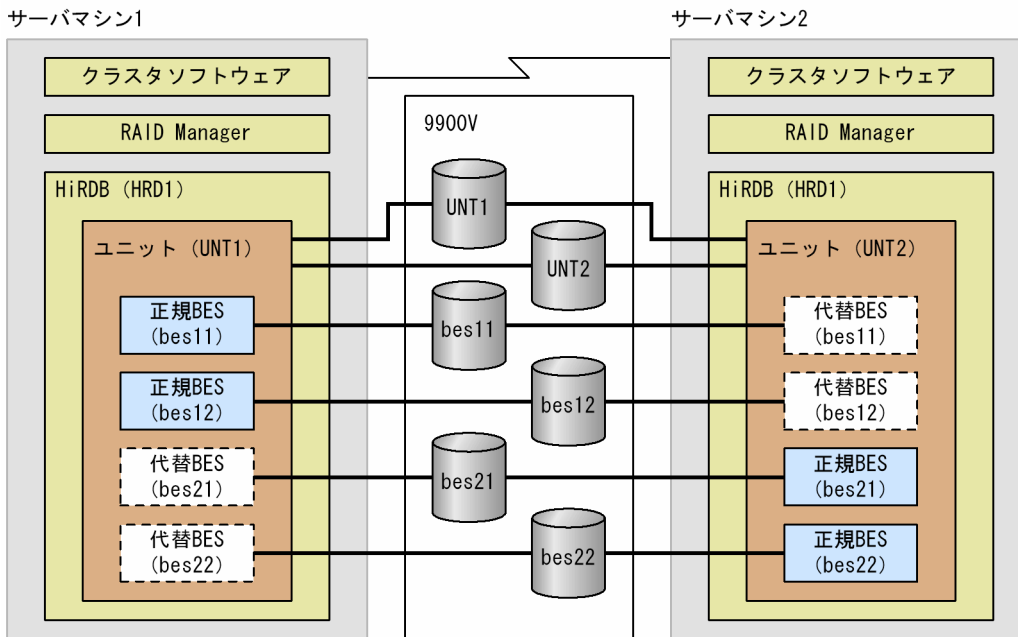 サーバマシン1
クラスタソフトウェア
RAID Manager
HiRDB (HRD1)
ユニット (UNT1)
正規BES
(bes11)
正規BES
(bes12)
代替BES
(bes21)
代替BES
(bes22)
9900V
UNT1
UNT2
bes11
bes12
bes21
bes22
サーバマシン2
クラスタソフトウェア
RAID Manager
HiRDB (HRD1)
ユニット (UNT2)
代替BES
(bes11)
代替BES
(bes12)
正規BES
(bes21)
正規BES
(bes22)